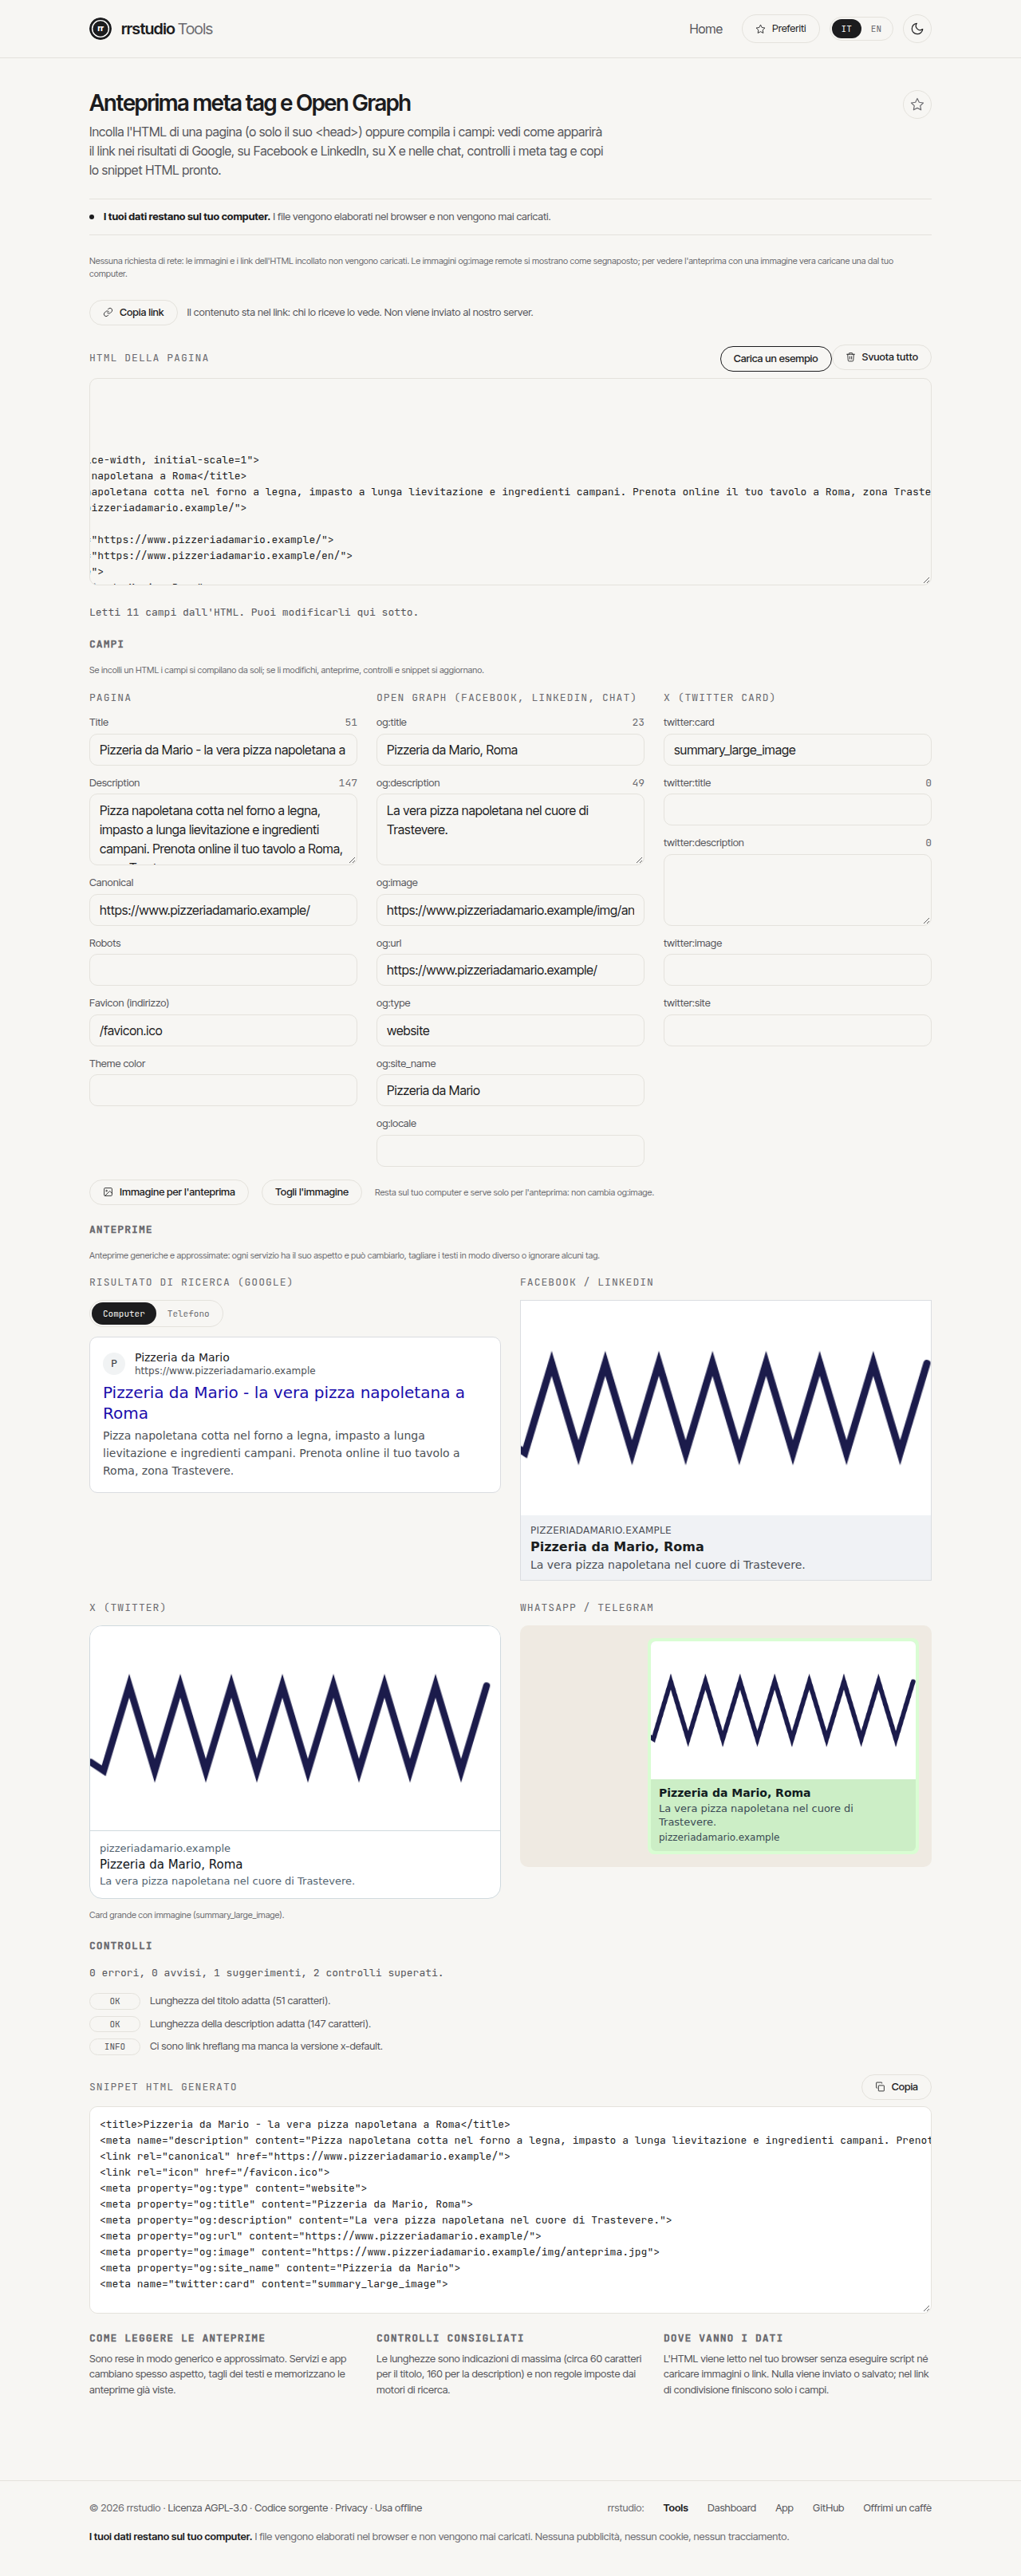 rr rrstudio Tools
Home
Preferiti
IT EN
Anteprima meta tag e Open Graph
Incolla l'HTML di una pagina (o solo il suo <head>) oppure compila i campi: vedi come apparirà
il link nei risultati di Google, su Facebook e LinkedIn, su X e nelle chat, controlli i meta tag e copi
lo snippet HTML pronto.
I tuoi dati restano sul tuo computer. I file vengono elaborati nel browser e non vengono mai caricati.
Nessuna richiesta di rete: le immagini e i link dell'HTML incollato non vengono caricati. Le immagini og:image remote si mostrano come segnaposto; per vedere l'anteprima con una immagine vera caricane una dal tuo
computer.
Copia link
Il contenuto sta nel link: chi lo riceve lo vede. Non viene inviato al nostro server.
HTML DELLA PAGINA
Carica un esempio
Svuota tutto
ce-width, initial-scale=1">
napoletana a Roma</title>
apoletana cotta nel forno a legna, impasto a lunga lievitazione e ingredienti campani. Prenota online il tuo tavolo a Roma, zona Traste
izzeriadamario.example/">
"https://www.pizzeriadamario.example/">
"https://www.pizzeriadamario.example/en/">
">
Letti 11 campi dall'HTML. Puoi modificarli qui sotto.
CAMPI
Se incolli un HTML i campi si compilano da soli; se li modifichi, anteprime, controlli e snippet si aggiornano.
PAGINA
Title 51
Pizzeria da Mario - la vera pizza napoletana a
Description 147
Pizza napoletana cotta nel forno a legna,
impasto a lunga lievitazione e ingredienti
campani. Prenota online il tuo tavolo a Roma,
Canonical
https://www.pizzeriadamario.example/
Robots
Favicon (indirizzo)
/favicon.ico
Theme color
OPEN GRAPH (FACEBOOK, LINKEDIN, CHAT)
og:title 23
Pizzeria da Mario, Roma
og:description 49
La vera pizza napoletana nel cuore di
Trastevere.
og:image
https://www.pizzeriadamario.example/img/an
og:url
https://www.pizzeriadamario.example/
og:type
website
og:site_name
Pizzeria da Mario
og:locale
X (TWITTER CARD)
twitter:card
summary_large_image
twitter:title 0
twitter:description 0
twitter:image
twitter:site
Immagine per l'anteprima
Togli l'immagine
Resta sul tuo computer e serve solo per l'anteprima: non cambia og:image.
ANTEPRIME
Anteprime generiche e approssimate: ogni servizio ha il suo aspetto e può cambiarlo, tagliare i testi in modo diverso o ignorare alcuni tag.
RISULTATO DI RICERCA (GOOGLE)
Computer Telefono
P
Pizzeria da Mario
https://www.pizzeriadamario.example
Pizzeria da Mario - la vera pizza napoletana a
Roma
Pizza napoletana cotta nel forno a legna, impasto a lunga
lievitazione e ingredienti campani. Prenota online il tuo tavolo a
Roma, zona Trastevere.
FACEBOOK / LINKEDIN
PIZZERIADAMARIO.EXAMPLE
Pizzeria da Mario, Roma
La vera pizza napoletana nel cuore di Trastevere.
X (TWITTER)
pizzeriadamario.example
Pizzeria da Mario, Roma
La vera pizza napoletana nel cuore di Trastevere.
Card grande con immagine (summary_large_image).
WHATSAPP / TELEGRAM
Pizzeria da Mario, Roma
La vera pizza napoletana nel cuore di
Trastevere.
pizzeriadamario.example
CONTROLLI
0 errori, 0 avvisi, 1 suggerimenti, 2 controlli superati.
OK Lunghezza del titolo adatta (51 caratteri).
OK Lunghezza della description adatta (147 caratteri).
INFO Ci sono link hreflang ma manca la versione x-default.
SNIPPET HTML GENERATO
Copia
<title>Pizzeria da Mario - la vera pizza napoletana a Roma</title>
<meta name="description" content="Pizza napoletana cotta nel forno a legna, impasto a lunga lievitazione e ingredienti campani. Prenot
<link rel="canonical" href="https://www.pizzeriadamario.example/">
<link rel="icon" href="/favicon.ico">
<meta property="og:type" content="website">
<meta property="og:title" content="Pizzeria da Mario, Roma">
<meta property="og:description" content="La vera pizza napoletana nel cuore di Trastevere.">
<meta property="og:url" content="https://www.pizzeriadamario.example/">
<meta property="og:image" content="https://www.pizzeriadamario.example/img/anteprima.jpg">
<meta property="og:site_name" content="Pizzeria da Mario">
<meta name="twitter:card" content="summary_large_image">
COME LEGGERE LE ANTEPRIME
Sono rese in modo generico e approssimato. Servizi e app
cambiano spesso aspetto, tagli dei testi e memorizzano le
anteprime già viste.
CONTROLLI CONSIGLIATI
Le lunghezze sono indicazioni di massima (circa 60 caratteri
per il titolo, 160 per la description) e non regole imposte dai
motori di ricerca.
DOVE VANNO I DATI
L'HTML viene letto nel tuo browser senza eseguire script né
caricare immagini o link. Nulla viene inviato o salvato; nel link
di condivisione finiscono solo i campi.
© 2026 rrstudio · Licenza AGPL-3.0 · Codice sorgente · Privacy · Usa offline
rrstudio: Tools Dashboard App GitHub Offrimi un caffè
I tuoi dati restano sul tuo computer. I file vengono elaborati nel browser e non vengono mai caricati. Nessuna pubblicità, nessun cookie, nessun tracciamento.